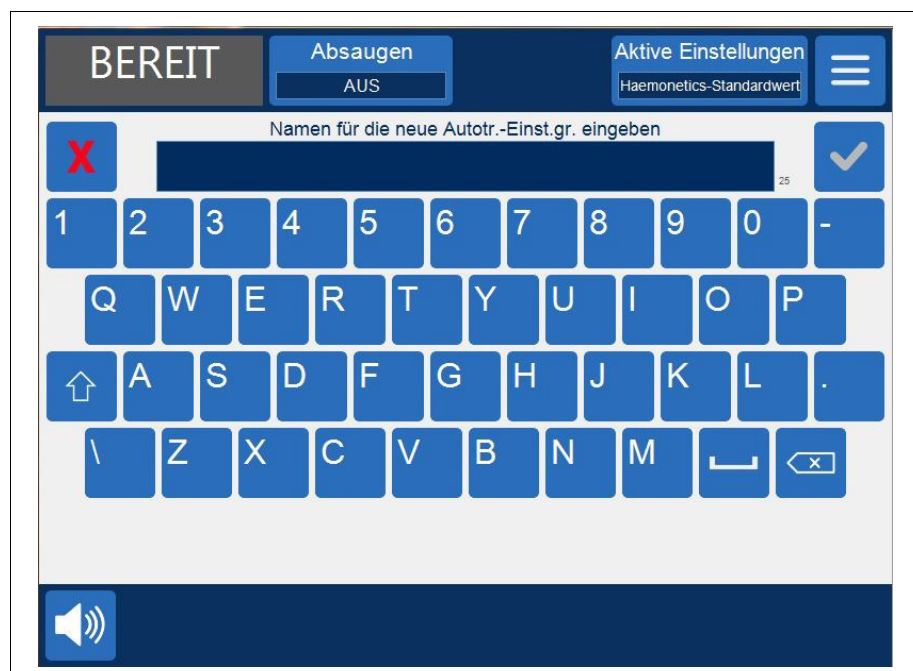 BEREIT
Absaugen
AUS
Aktive Einstellungen
Haemonetics-Standardwert
Namen für die neue Autotr.-Einst.gr. eingeben
X
25
1 2 3 4 5 6 7 8 9 0 -
Q W E R T Y U I O P
A S D F G H J K L .
\ Z X C V B N M